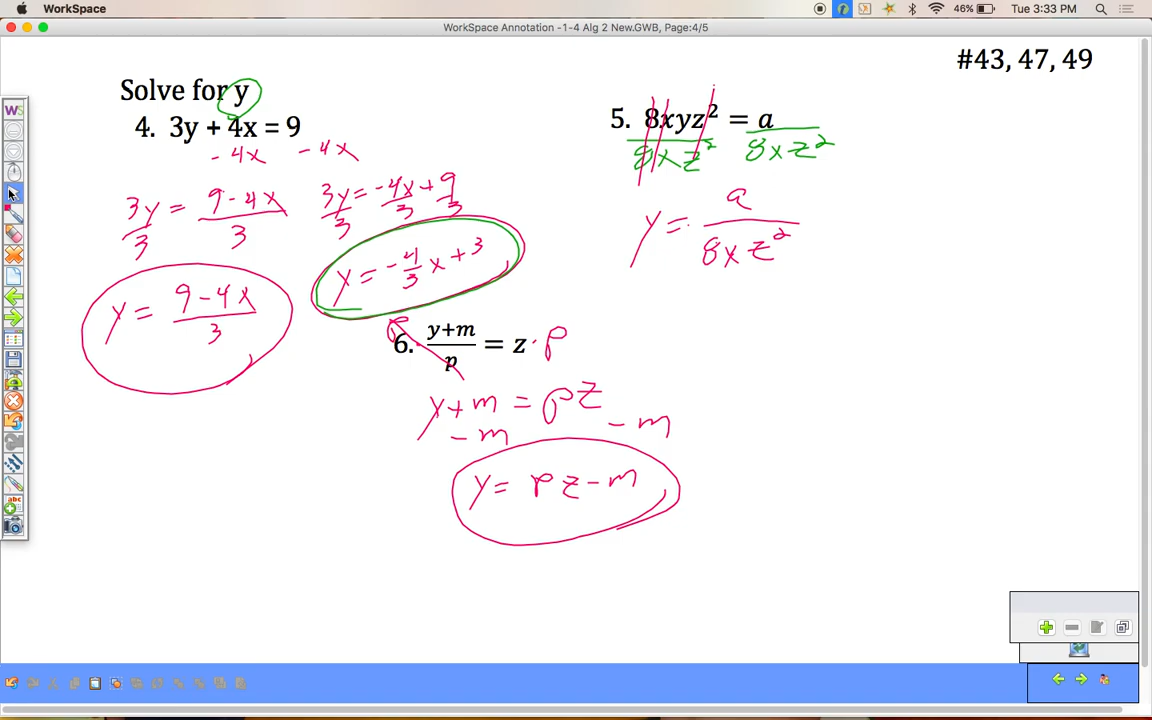 WorkSpace
46%
Tue 3:33 PM
WorkSpace Annotation -1-4 Alg 2 New.GWB, Page:4/5
#43, 47, 49
Solve for y
4. 3y + 4x = 9
- 4x - 4x
3y = 9 - 4x
3 3
y = 9 - 4x
3
3y = -4x + 9
3 3 3
y = -4/3 x + 3
5. 8xyz² = a
8xz² 8xz²
y = a
8xz²
6. y+m/p = z · p
p
y + m = pz
- m - m
y = pz - m
WS
abc